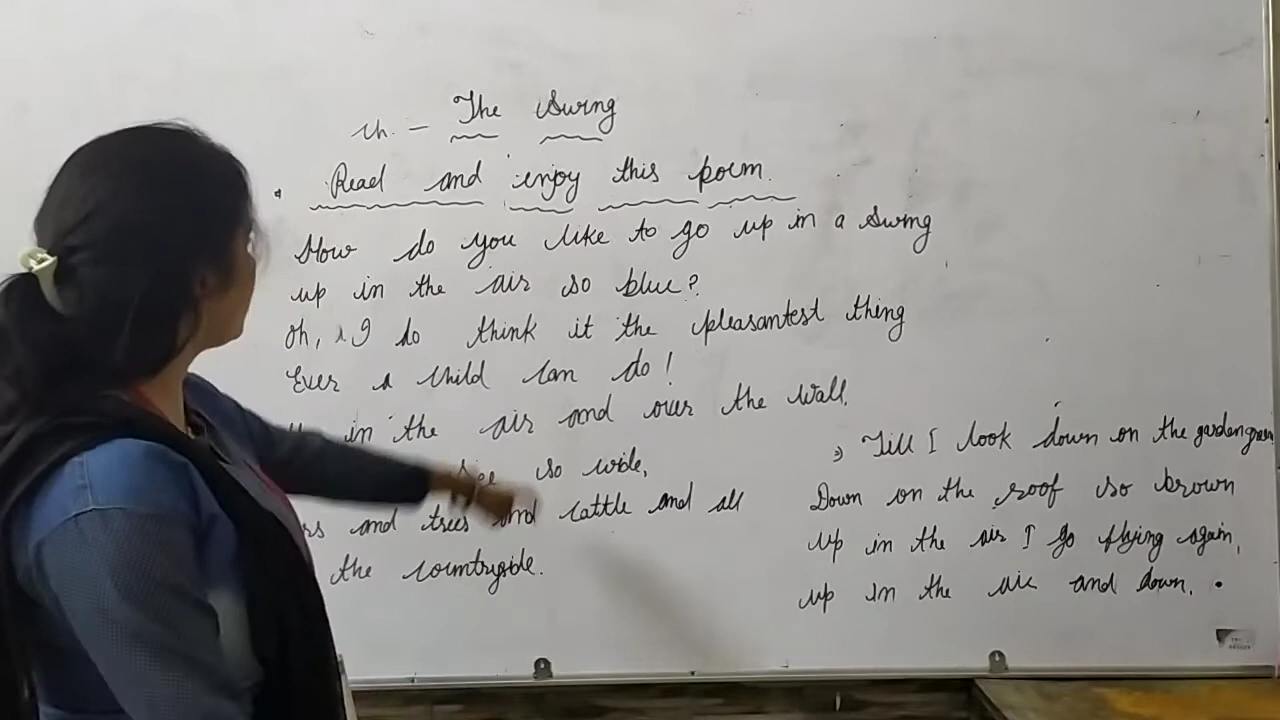 Ch. – The Swing
Read and enjoy this poem.
How do you like to go up in a swing
up in the air so blue?
Oh, I do think it the pleasantest thing
Ever a child can do!
in the air and over the wall.
see so wide,
and trees and cattle and all
the countryside.
Till I look down on the garden green
Down on the roof so brown
up in the air I go flying again,
up in the air and down.